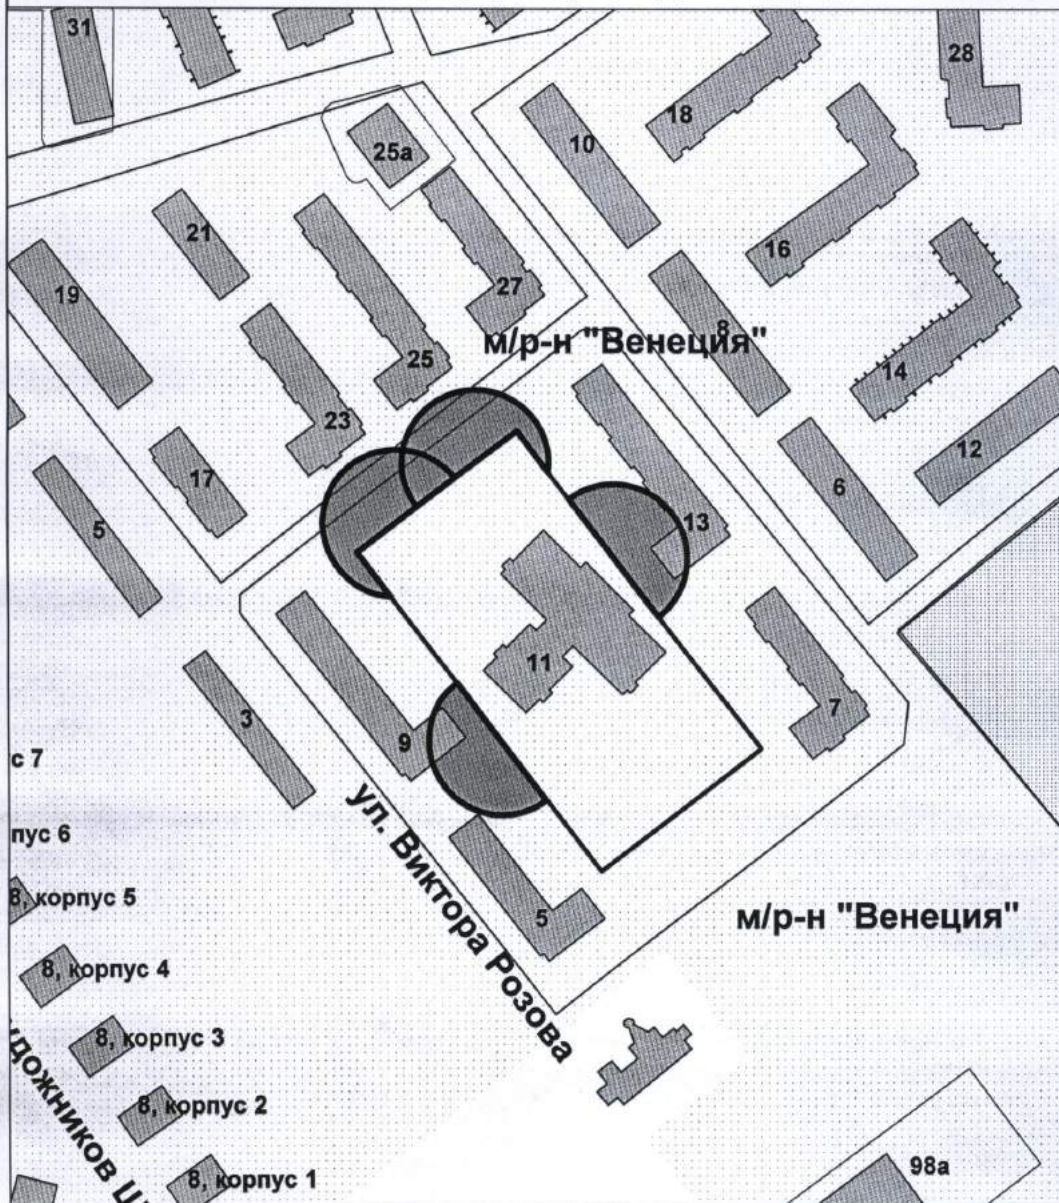 31
28
18
10
25а
21
16
27
19
8
м/р-н "Венеция"
25
14
23
12
17
6
13
5
11
7
3
9
с 7
ул. Виктора Розова
пус 6
8, корпус 5
5
м/р-н "Венеция"
8, корпус 4
8, корпус 3
8, корпус 2
98а
8, корпус 1